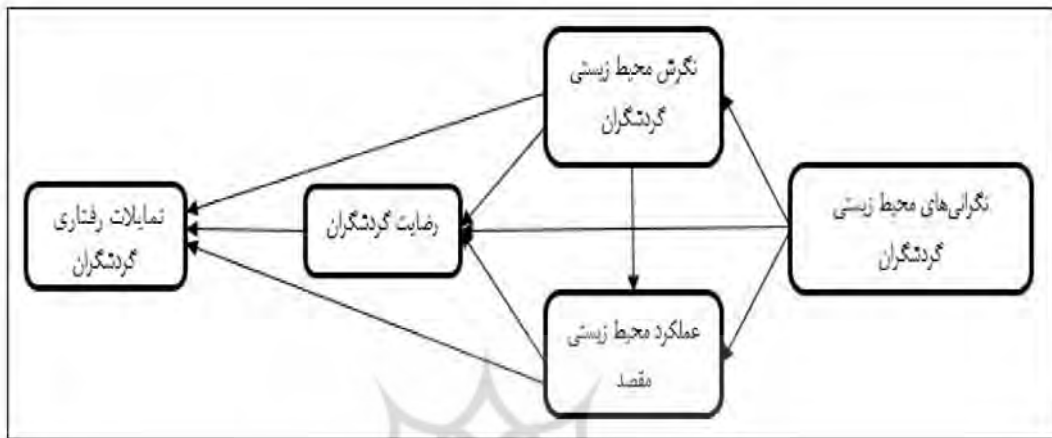 نگرش محیط زیستی
گردشگران
نگرانی‌های محیط زیستی
گردشگران
رضایت گردشگران
تمایلات رفتاری
گردشگران
عملکرد محیط زیستی
مقصد